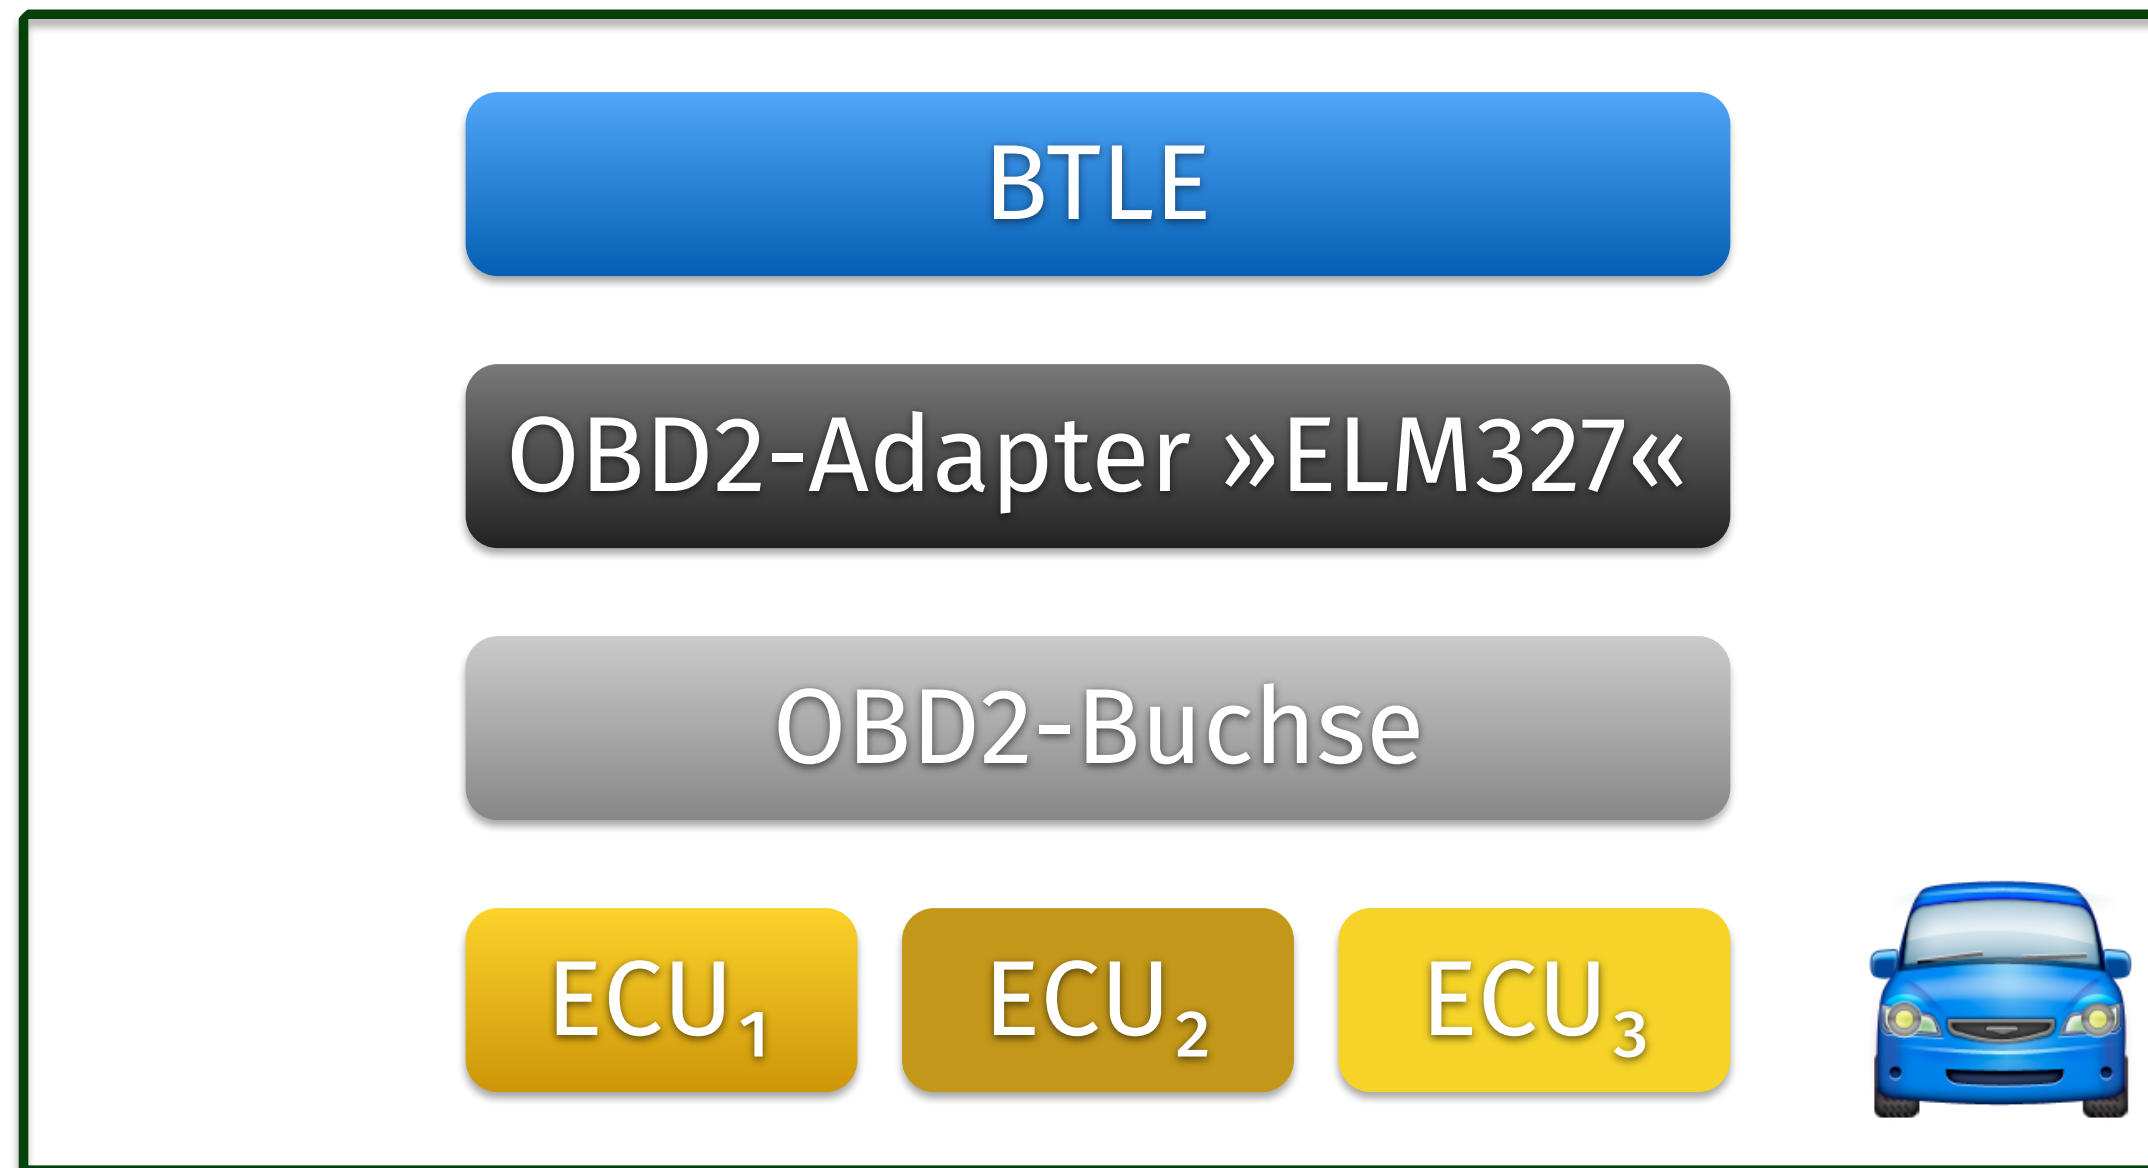 BTLE
OBD2-Adapter »ELM327«
OBD2-Buchse
ECU₁ ECU₂ ECU₃